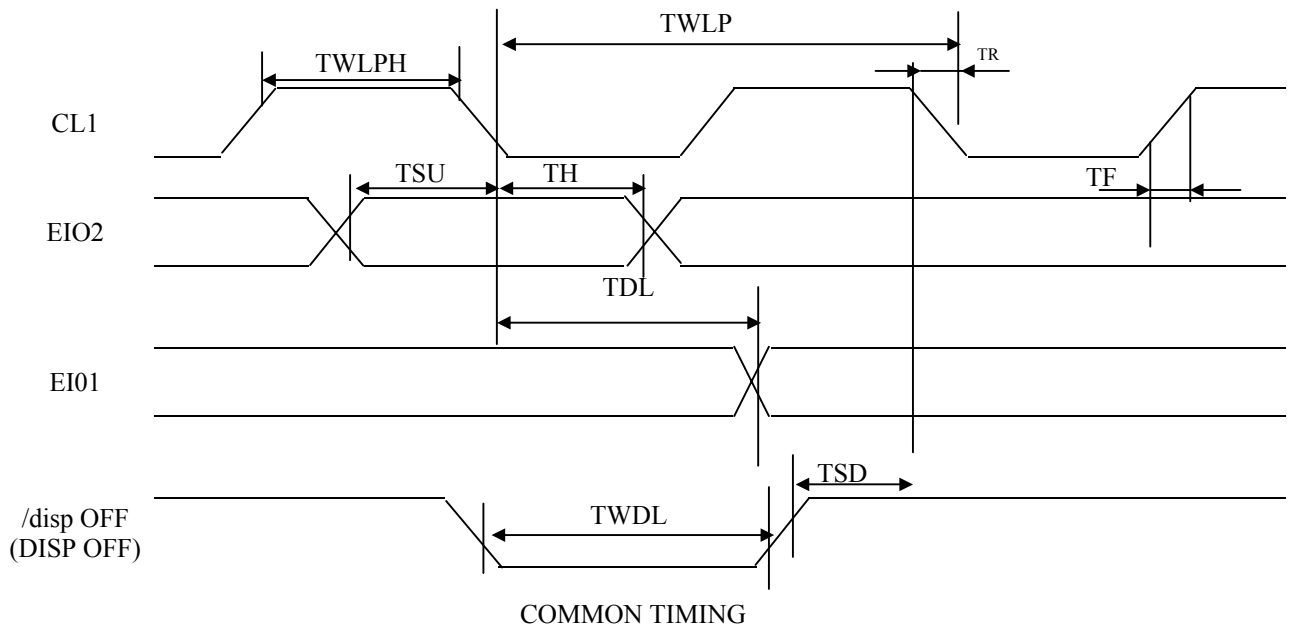 TWLP
TR
TWLPH
CL1
TSU
TH
TF
EIO2
TDL
EI01
TSD
/disp OFF
(DISP OFF)
TWDL
COMMON TIMING